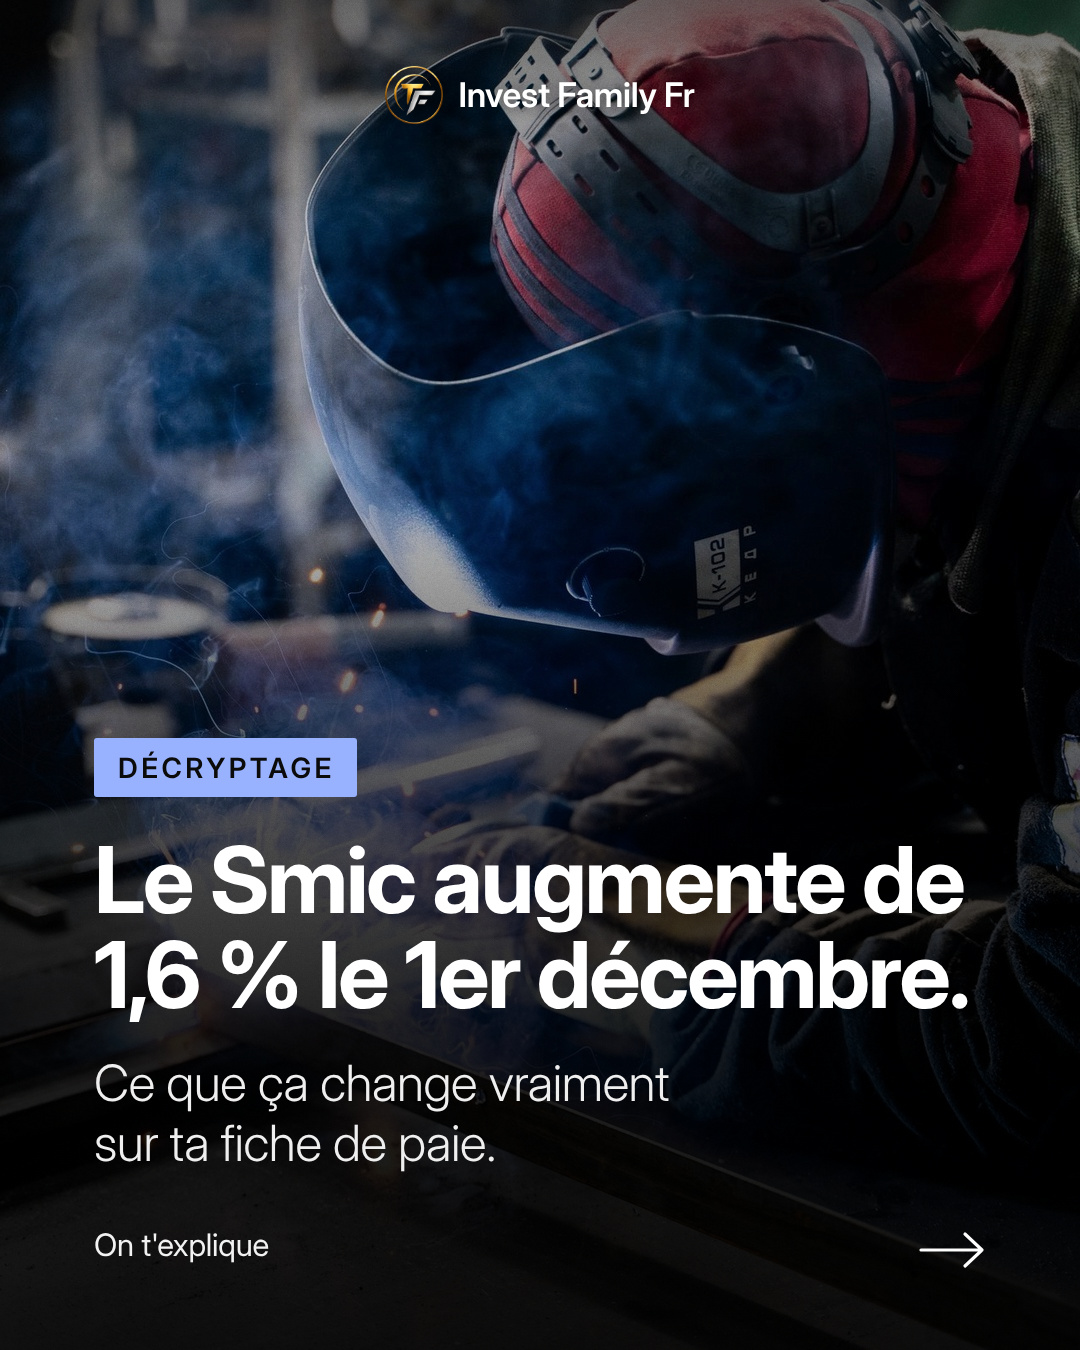 Invest Family Fr
K-102
КЕДР
DÉCRYPTAGE
Le Smic augmente de
1,6 % le 1er décembre.
Ce que ça change vraiment
sur ta fiche de paie.
On t'explique